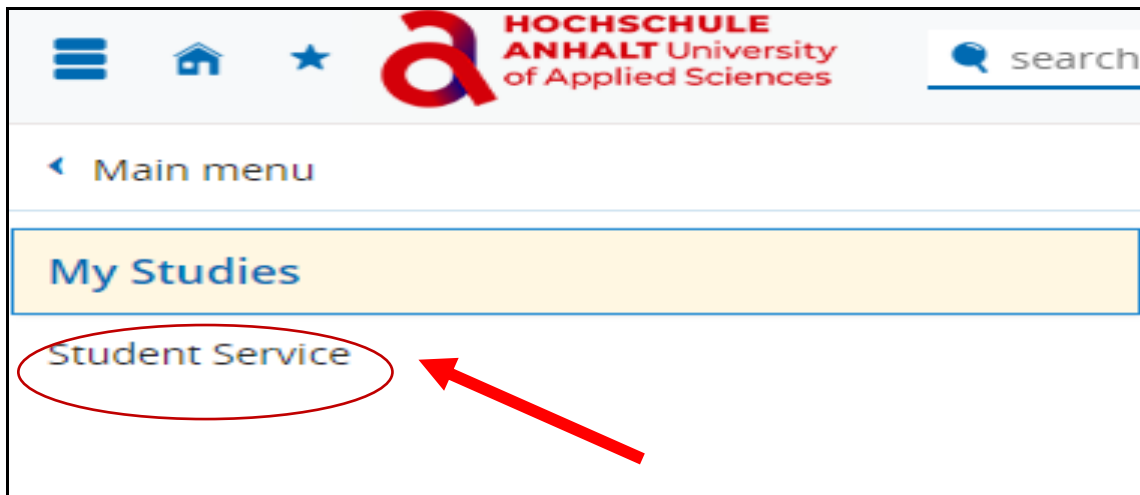 HOCHSCHULE
ANHALT University
of Applied Sciences
search
Main menu
My Studies
Student Service